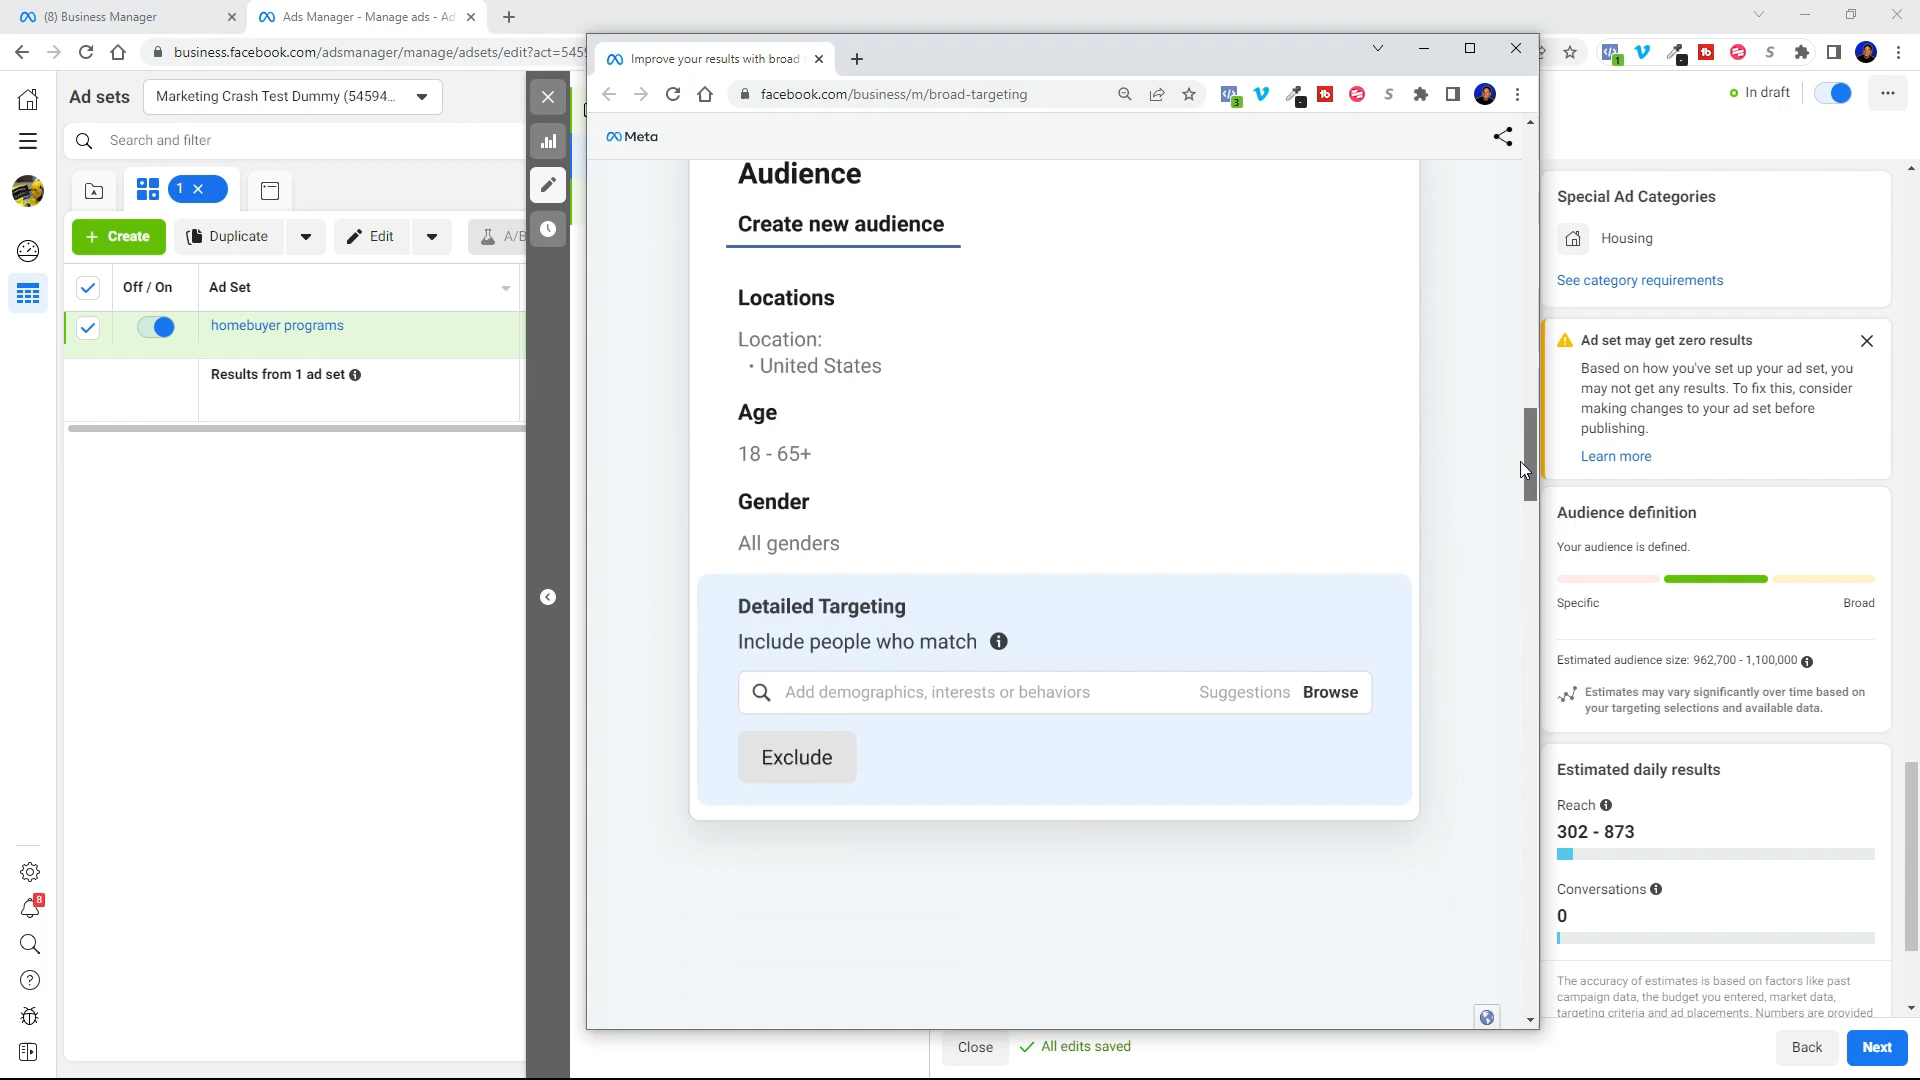 (8) Business Manager
Ads Manager - Manage ads - Ad
business.facebook.com/adsmanager/manage/adsets/edit?act=5459
Improve your results with broad
facebook.com/business/m/broad-targeting
Ad sets
Marketing Crash Test Dummy (54594...
In draft
Search and filter
1
Create
Duplicate
Edit
A/B
Off / On
Ad Set
homebuyer programs
Results from 1 ad set
8
Meta
Audience
Create new audience
Locations
Location:
• United States
Age
18 - 65+
Gender
All genders
Detailed Targeting
Include people who match
Add demographics, interests or behaviors
Suggestions
Browse
Exclude
Special Ad Categories
Housing
See category requirements
Ad set may get zero results
Based on how you've set up your ad set, you
may not get any results. To fix this, consider
making changes to your ad set before
publishing.
Learn more
Audience definition
Your audience is defined.
Specific
Broad
Estimated audience size: 962,700 - 1,100,000
Estimates may vary significantly over time based on
your targeting selections and available data.
Estimated daily results
Reach
302 - 873
Conversations
0
The accuracy of estimates is based on factors like past
campaign data, the budget you entered, market data,
targeting criteria and ad placements. Numbers are provided
Close
All edits saved
Back
Next